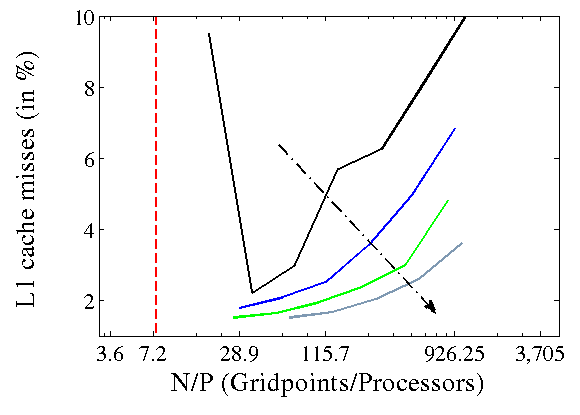 10
8
6
4
2
L1 cache misses (in %)
3.6 7.2 28.9 115.7 926.25 3,705
N/P (Gridpoints/Processors)